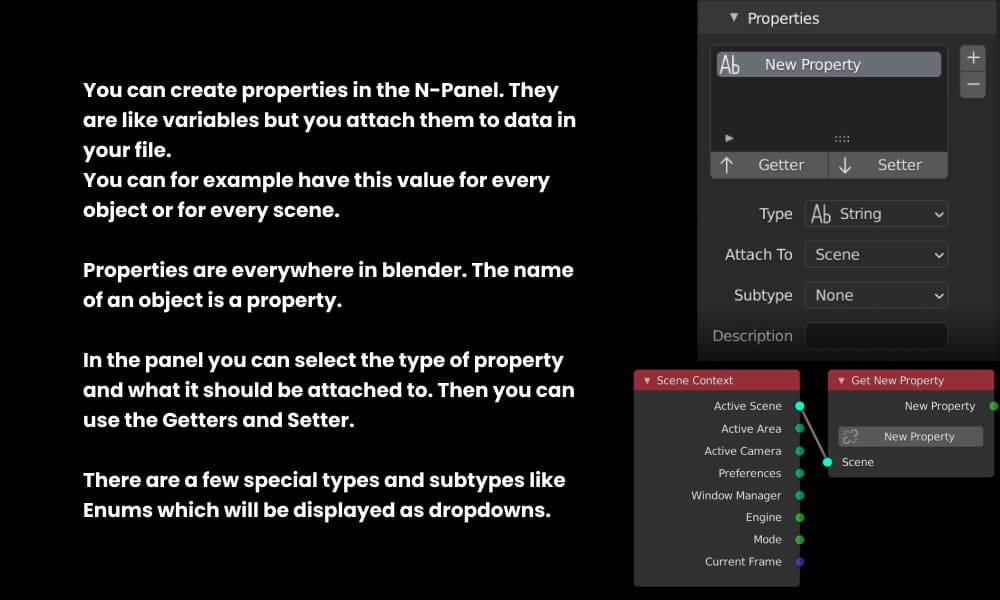 You can create properties in the N-Panel. They
are like variables but you attach them to data in
your file.
You can for example have this value for every
object or for every scene.
Properties are everywhere in blender. The name
of an object is a property.
In the panel you can select the type of property
and what it should be attached to. Then you can
use the Getters and Setter.
There are a few special types and subtypes like
Enums which will be displayed as dropdowns.
Properties
Ab New Property
Getter Setter
Type Ab String
Attach To Scene
Subtype None
Description
Scene Context
Active Scene
Active Area
Active Camera
Preferences
Window Manager
Engine
Mode
Current Frame
Get New Property
New Property
New Property
Scene